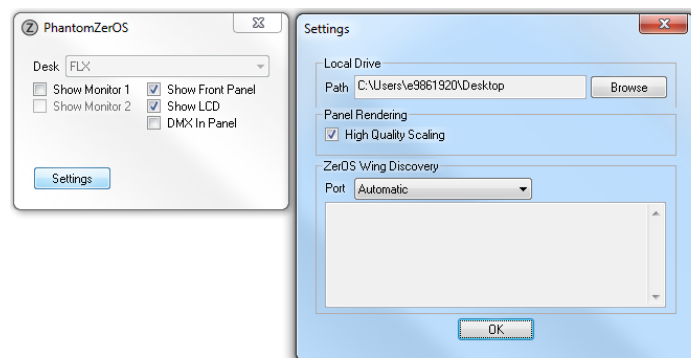 PhantomZerOS
Desk FLX
Show Monitor 1
Show Front Panel
Show Monitor 2
Show LCD
DMX In Panel
Settings
Settings
Local Drive
Path C:\Users\e9861920\Desktop Browse
Panel Rendering
High Quality Scaling
ZerOS Wing Discovery
Port Automatic
OK